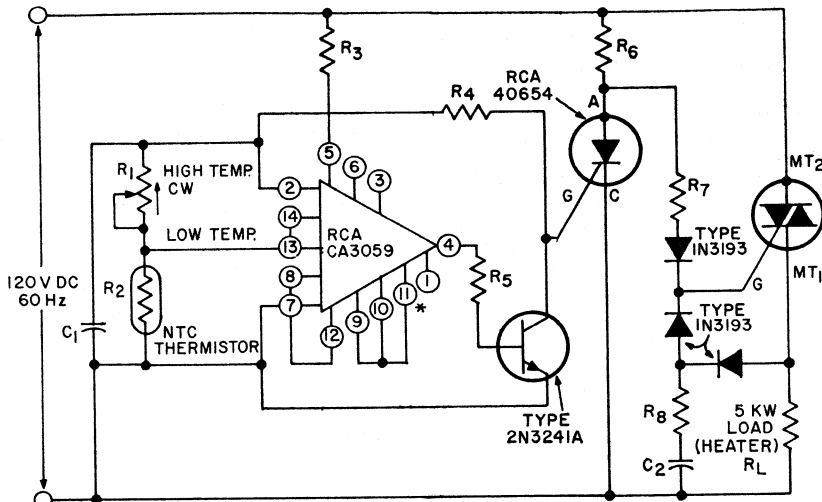 R3
R6
RCA
40654
R4
A
R1
HIGH TEMP.
CW
5
6
3
2
G
C
R7
MT2
14
LOW TEMP.
13
RCA
CA3059
4
TYPE
1N3193
120 V DC
60 Hz
R2
8
1
R5
G
MT1
7
11
*
10
9
12
TYPE
1N3193
C1
NTC
THERMISTOR
R8
5 KW
LOAD
(HEATER)
RL
TYPE
2N3241A
C2